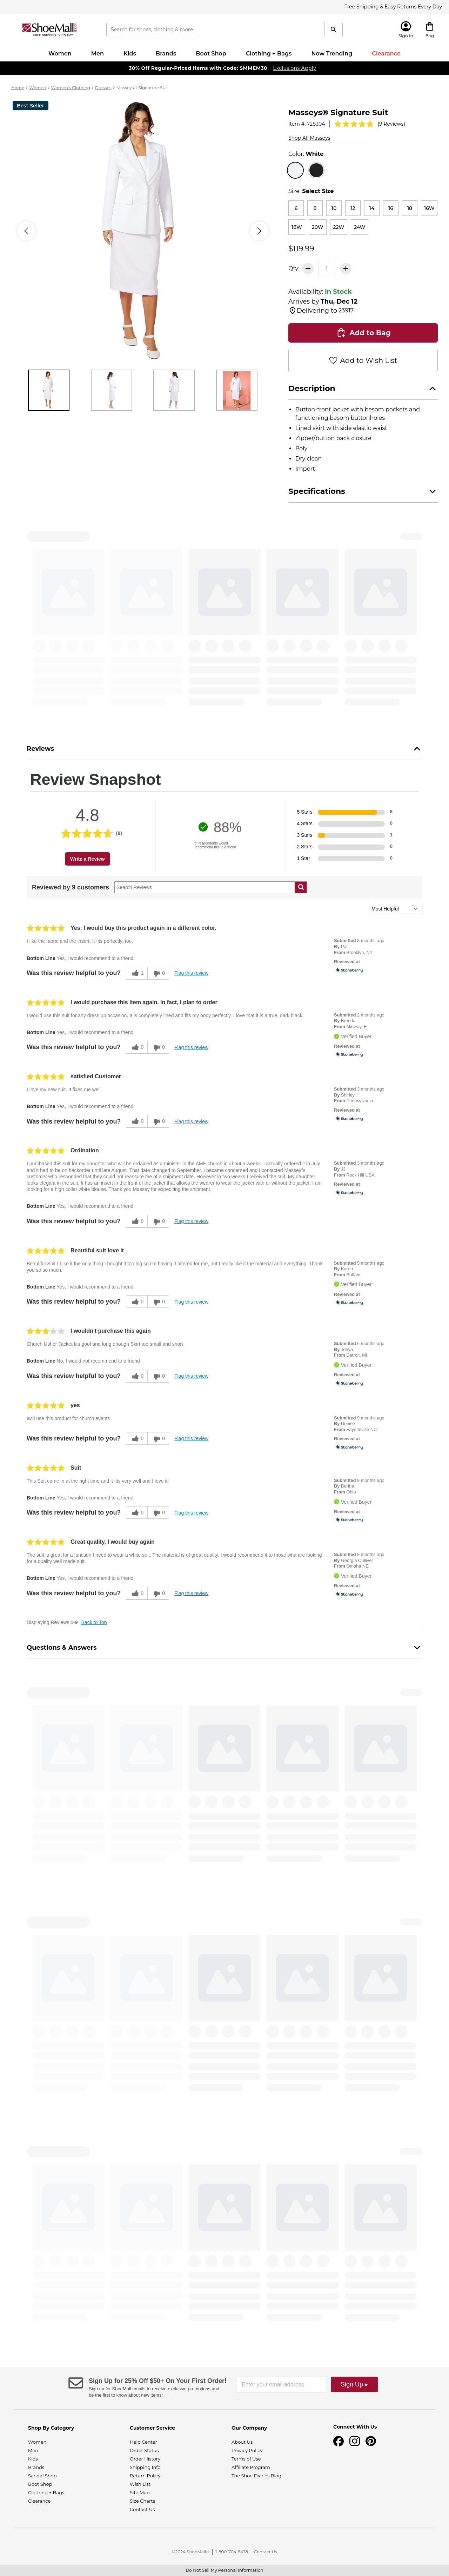 Free Shipping & Easy Returns Every Day
ShoeMall
FREE SHIPPING EVERY DAY
Search for shoes, clothing & more
Sign In
Bag
Women
Men
Kids
Brands
Boot Shop
Clothing + Bags
Now Trending
Clearance
30% Off Regular-Priced Items with Code: SMMEM30 Exclusions Apply
Home › Women › Women's Clothing › Dresses › Masseys® Signature Suit
Best-Seller
Masseys® Signature Suit
Item #: 728304 (9 Reviews)
Shop All Masseys
Color: White
Size: Select Size
6 8 10 12 14 16 18 16W
18W 20W 22W 24W
$119.99
Qty: 1
Availability: In Stock
Arrives by Thu, Dec 12
Delivering to 23917
Add to Bag
Add to Wish List
Description
• Button-front jacket with besom pockets and
functioning besom buttonholes
• Lined skirt with side elastic waist
• Zipper/button back closure
• Poly
• Dry clean
• Import
Specifications
Reviews
Review Snapshot
4.8
(9)
Write a Review
88%
of respondents would
recommend this to a friend
5 Stars 8
4 Stars 0
3 Stars 1
2 Stars 0
1 Star 0
Reviewed by 9 customers
Search Reviews
Most Helpful
Yes; I would buy this product again in a different color.
I like the fabric and the insert. It fits perfectly, too.
Bottom Line Yes, I would recommend to a friend
Was this review helpful to you? 1 0 Flag this review
Submitted 8 months ago
By Pat
From Brooklyn, NY
Reviewed at
Stoneberry
I would purchase this item again. In fact, I plan to order
I would use this suit for any dress up occasion. It is completely lined and fits my body perfectly. I love that it is a true, dark black.
Bottom Line Yes, I would recommend to a friend
Was this review helpful to you? 0 0 Flag this review
Submitted 2 months ago
By Brenda
From Midway, FL
Verified Buyer
Reviewed at
Stoneberry
satisfied Customer
I love my new suit. It fixes me well.
Bottom Line Yes, I would recommend to a friend
Was this review helpful to you? 0 0 Flag this review
Submitted 3 months ago
By Shirley
From Pennsylvania
Reviewed at
Stoneberry
Ordination
I purchased this suit for my daughter who will be ordained as a minister in the AME church in about 5 weeks. I actually ordered it in July
and it had to be on backorder until late August. That date changed to September. I became concerned and I contacted Massey"s
customer who responded that they could not reassure me of a shipment date. However in two weeks I received the suit. My daughter
looks elegant in the suit. It has an insert in the front of the jackets that allows the woman to wear to the jacket with or without the jacket. I am
looking for a high collar white blouse. Thank you Massey for expediting the shipment.
Bottom Line Yes, I would recommend to a friend
Was this review helpful to you? 0 0 Flag this review
Submitted 3 months ago
By JJ
From Rock Hill USA
Reviewed at
Stoneberry
Beautiful suit love it
Beautiful Suit I Like it the only thing I bought it too big so I'm having it altered for me, but I really like it the material and everything. Thank
you so so much.
Bottom Line Yes, I would recommend to a friend
Was this review helpful to you? 0 0 Flag this review
Submitted 5 months ago
By Karen
From Buffalo
Verified Buyer
Reviewed at
Stoneberry
I wouldn't purchase this again
Church Usher Jacket fits goof and long enough Skirt too small and short
Bottom Line No, I would not recommend to a friend
Was this review helpful to you? 0 0 Flag this review
Submitted 6 months ago
By Tonya
From Detroit, MI
Verified Buyer
Reviewed at
Stoneberry
yes
Iwill use this product for church events
Was this review helpful to you? 0 0 Flag this review
Submitted 8 months ago
By Denise
From Fayetteville NC
Reviewed at
Stoneberry
Suit
This Suit came in at the right time and it fits very well and I love it!
Bottom Line Yes, I would recommend to a friend
Was this review helpful to you? 0 0 Flag this review
Submitted 8 months ago
By Bertha
From Ohio
Verified Buyer
Reviewed at
Stoneberry
Great quality, I would buy again
The suit is great for a function I need to wear a white suit. The material is of great quality. I would recommend it to those who are looking
for a quality well made suit.
Bottom Line Yes, I would recommend to a friend
Was this review helpful to you? 0 0 Flag this review
Submitted 8 months ago
By Georgia Cutliver
From Omaha NE
Verified Buyer
Reviewed at
Stoneberry
Displaying Reviews 1-9 Back to Top
Questions & Answers
Sign Up for 25% Off $50+ On Your First Order!
Sign up for ShoeMall emails to receive exclusive promotions and
be the first to know about new items!
Enter your email address
Sign Up ▸
Shop By Category
Women
Men
Kids
Brands
Sandal Shop
Boot Shop
Clothing + Bags
Clearance
Customer Service
Help Center
Order Status
Order History
Shipping Info
Return Policy
Wish List
Site Map
Size Charts
Contact Us
Our Company
About Us
Privacy Policy
Terms of Use
Affiliate Program
The Shoe Diaries Blog
Connect With Us
©2024 ShoeMall® 1-800-704-5478 Contact Us
Do Not Sell My Personal Information